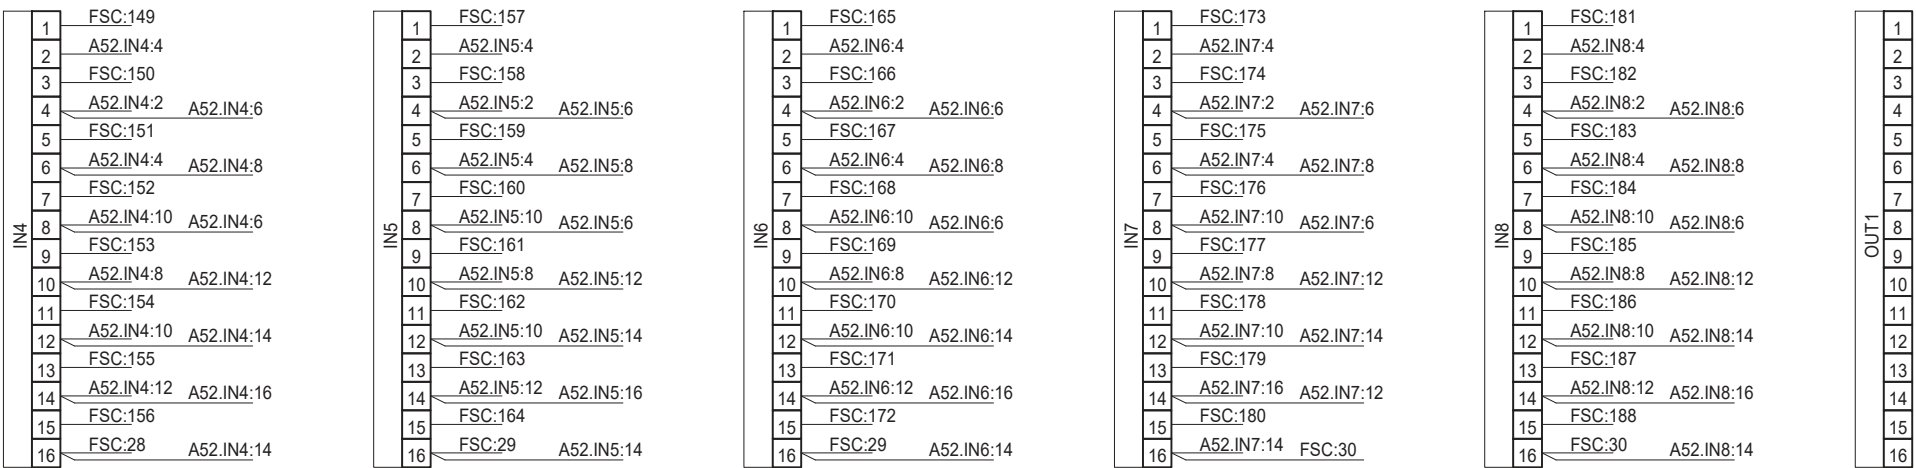 IN4
1 FSC:149
2 A52.IN4:4
3 FSC:150
4 A52.IN4:2 A52.IN4:6
5 FSC:151
6 A52.IN4:4 A52.IN4:8
7 FSC:152
8 A52.IN4:10 A52.IN4:6
9 FSC:153
10 A52.IN4:8 A52.IN4:12
11 FSC:154
12 A52.IN4:10 A52.IN4:14
13 FSC:155
14 A52.IN4:12 A52.IN4:16
15 FSC:156
16 FSC:28 A52.IN4:14
IN5
1 FSC:157
2 A52.IN5:4
3 FSC:158
4 A52.IN5:2 A52.IN5:6
5 FSC:159
6 A52.IN5:4 A52.IN5:8
7 FSC:160
8 A52.IN5:10 A52.IN5:6
9 FSC:161
10 A52.IN5:8 A52.IN5:12
11 FSC:162
12 A52.IN5:10 A52.IN5:14
13 FSC:163
14 A52.IN5:12 A52.IN5:16
15 FSC:164
16 FSC:29 A52.IN5:14
IN6
1 FSC:165
2 A52.IN6:4
3 FSC:166
4 A52.IN6:2 A52.IN6:6
5 FSC:167
6 A52.IN6:4 A52.IN6:8
7 FSC:168
8 A52.IN6:10 A52.IN6:6
9 FSC:169
10 A52.IN6:8 A52.IN6:12
11 FSC:170
12 A52.IN6:10 A52.IN6:14
13 FSC:171
14 A52.IN6:12 A52.IN6:16
15 FSC:172
16 FSC:29 A52.IN6:14
IN7
1 FSC:173
2 A52.IN7:4
3 FSC:174
4 A52.IN7:2 A52.IN7:6
5 FSC:175
6 A52.IN7:4 A52.IN7:8
7 FSC:176
8 A52.IN7:10 A52.IN7:6
9 FSC:177
10 A52.IN7:8 A52.IN7:12
11 FSC:178
12 A52.IN7:10 A52.IN7:14
13 FSC:179
14 A52.IN7:16 A52.IN7:12
15 FSC:180
16 A52.IN7:14 FSC:30
IN8
1 FSC:181
2 A52.IN8:4
3 FSC:182
4 A52.IN8:2 A52.IN8:6
5 FSC:183
6 A52.IN8:4 A52.IN8:8
7 FSC:184
8 A52.IN8:10 A52.IN8:6
9 FSC:185
10 A52.IN8:8 A52.IN8:12
11 FSC:186
12 A52.IN8:10 A52.IN8:14
13 FSC:187
14 A52.IN8:12 A52.IN8:16
15 FSC:188
16 FSC:30 A52.IN8:14
OUT1
1
2
3
4
5
6
7
8
9
10
11
12
13
14
15
16